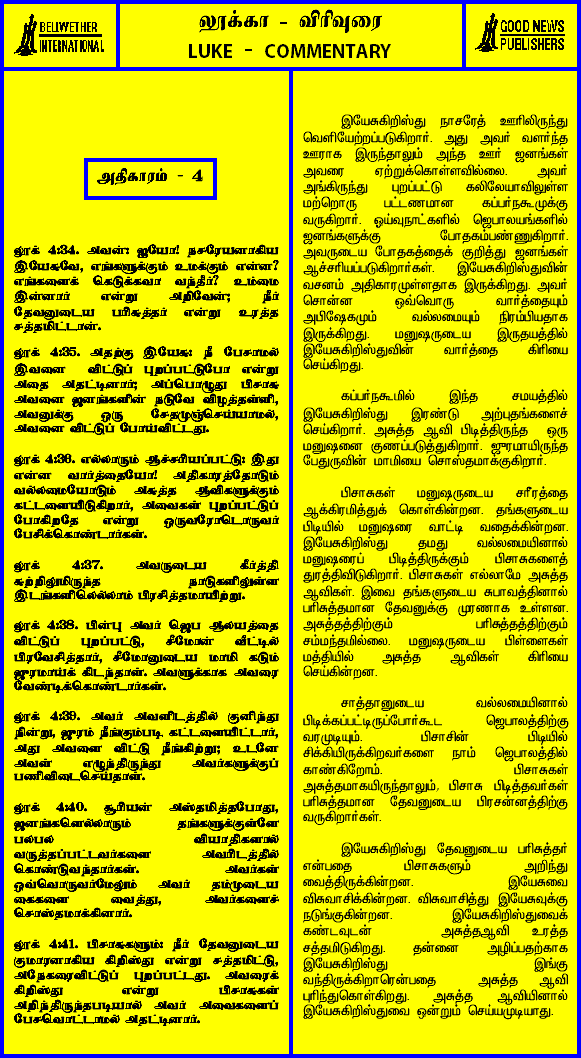 BELLWETHER
INTERNATIONAL
லூக்கா - விரிவுரை
LUKE - COMMENTARY
GOOD NEWS
PUBLISHERS
அதிகாரம் - 4
லூக் 4:34. அவன்: ஐயோ! நசரேயனாகிய
இயேசுவே, எங்களுக்கும் உமக்கும் என்ன?
எங்களைக் கெடுக்கவா வந்தீர்? உம்மை
இன்னார் என்று அறிவேன்; நீர்
தேவனுடைய பரிசுத்தர் என்று உரத்த
சத்தமிட்டான்.
லூக் 4:35. அதற்கு இயேசு: நீ பேசாமல்
இவனை விட்டுப் புறப்பட்டுபோ என்று
அதை அதட்டினார்; அப்பொழுது பிசாசு
அவனை ஜனங்களின் நடுவே விழத்தள்ளி,
அவனுக்கு ஒரு சேதமுஞ்செய்யாமல்,
அவனை விட்டுப் போய்விட்டது.
லூக் 4:36. எல்லாரும் ஆச்சரியப்பட்டு: இது
என்ன வார்த்தையோ! அதிகாரத்தோடும்
வல்லமையோடும் அசுத்த ஆவிகளுக்கும்
கட்டளையிடுகிறார், அவைகள் புறப்பட்டுப்
போகிறதே என்று ஒருவரோடொருவர்
பேசிக்கொண்டார்கள்.
லூக் 4:37. அவருடைய கீர்த்தி
சுற்றிலுமிருந்த நாடுகளிலுள்ள
இடங்களிலெல்லாம் பிரசித்தமாயிற்று.
லூக் 4:38. பின்பு அவர் ஜெப ஆலயத்தை
விட்டுப் புறப்பட்டு, சீமோன் வீட்டில்
பிரவேசித்தார், சீமோனுடைய மாமி கடும்
ஜுரமாய்க் கிடந்தாள். அவளுக்காக அவரை
வேண்டிக்கொண்டார்கள்.
லூக் 4:39. அவர் அவளிடத்தில் குனிந்து
நின்று, ஜுரம் நீங்கும்படி கட்டளையிட்டார்,
அது அவளை விட்டு நீங்கிற்று; உடனே
அவள் எழுந்திருந்து அவர்களுக்குப்
பணிவிடைசெய்தாள்.
லூக் 4:40. சூரியன் அஸ்தமித்தபோது,
ஜனங்களெல்லாரும் தங்களுக்குள்ளே
பலபல வியாதிகளால்
வருத்தப்பட்டவர்களை அவரிடத்தில்
கொண்டுவந்தார்கள். அவர்கள்
ஒவ்வொருவர்மேலும் அவர் தம்முடைய
கைகளை வைத்து, அவர்களைச்
சொஸ்தமாக்கினார்.
லூக் 4:41. பிசாசுகளும்: நீர் தேவனுடைய
குமாரனாகிய கிறிஸ்து என்று சத்தமிட்டு,
அநேகரைவிட்டுப் புறப்பட்டது. அவரைக்
கிறிஸ்து என்று பிசாசுகள்
அறிந்திருந்தபடியால் அவர் அவைகளைப்
பேசவொட்டாமல் அதட்டினார்.
இயேசுகிறிஸ்து நாசரேத் ஊரிலிருந்து
வெளியேற்றப்படுகிறார். அது அவர் வளர்ந்த
ஊராக இருந்தாலும் அந்த ஊர் ஜனங்கள்
அவரை ஏற்றுக்கொள்ளவில்லை. அவர்
அங்கிருந்து புறப்பட்டு கலிலேயாவிலுள்ள
மற்றொரு பட்டணமான கப்பர்நகூமுக்கு
வருகிறார். ஓய்வுநாட்களில் ஜெபாலயங்களில்
ஜனங்களுக்கு போதகம்பண்ணுகிறார்.
அவருடைய போதகத்தைக் குறித்து ஜனங்கள்
ஆச்சரியப்படுகிறார்கள். இயேசுகிறிஸ்துவின்
வசனம் அதிகாரமுள்ளதாக இருக்கிறது. அவர்
சொன்ன ஒவ்வொரு வார்த்தையும்
அபிஷேகமும் வல்லமையும் நிரம்பியதாக
இருக்கிறது. மனுஷருடைய இருதயத்தில்
இயேசுகிறிஸ்துவின் வார்த்தை கிரியை
செய்கிறது.
கப்பர்நகூமில் இந்த சமயத்தில்
இயேசுகிறிஸ்து இரண்டு அற்புதங்களைச்
செய்கிறார். அசுத்த ஆவி பிடித்திருந்த ஒரு
மனுஷனை குணப்படுத்துகிறார். ஜுரமாயிருந்த
பேதுருவின் மாமியை சொஸ்தமாக்குகிறார்.
பிசாசுகள் மனுஷருடைய சரீரத்தை
ஆக்கிரமித்துக் கொள்கின்றன. தங்களுடைய
பிடியில் மனுஷரை வாட்டி வதைக்கின்றன.
இயேசுகிறிஸ்து தமது வல்லமையினால்
மனுஷரைப் பிடித்திருக்கும் பிசாசுகளைத்
துரத்திவிடுகிறார். பிசாசுகள் எல்லாமே அசுத்த
ஆவிகள். இவை தங்களுடைய சுபாவத்தினால்
பரிசுத்தமான தேவனுக்கு முரணாக உள்ளன.
அசுத்தத்திற்கும் பரிசுத்தத்திற்கும்
சம்மந்தமில்லை. மனுஷருடைய பிள்ளைகள்
மத்தியில் அசுத்த ஆவிகள் கிரியை
செய்கின்றன.
சாத்தானுடைய வல்லமையினால்
பிடிக்கப்பட்டிருப்போர்கூட ஜெபாலத்திற்கு
வரமுடியும். பிசாசின் பிடியில்
சிக்கியிருக்கிறவர்களை நாம் ஜெபாலத்தில்
காண்கிறோம். பிசாசுகள்
அசுத்தமாகயிருந்தாலும், பிசாசு பிடித்தவர்கள்
பரிசுத்தமான தேவனுடைய பிரசன்னத்திற்கு
வருகிறார்கள்.
இயேசுகிறிஸ்து தேவனுடைய பரிசுத்தர்
என்பதை பிசாசுகளும் அறிந்து
வைத்திருக்கின்றன. இயேசுவை
விசுவாசிக்கின்றன. விசுவாசித்து இயேசுவுக்கு
நடுங்குகின்றன. இயேசுகிறிஸ்துவைக்
கண்டவுடன் அசுத்தஆவி உரத்த
சத்தமிடுகிறது. தன்னை அழிப்பதற்காக
இயேசுகிறிஸ்து இங்கு
வந்திருக்கிறாரென்பதை அசுத்த ஆவி
புரிந்துகொள்கிறது. அசுத்த ஆவியினால்
இயேசுகிறிஸ்துவை ஒன்றும் செய்யமுடியாது.